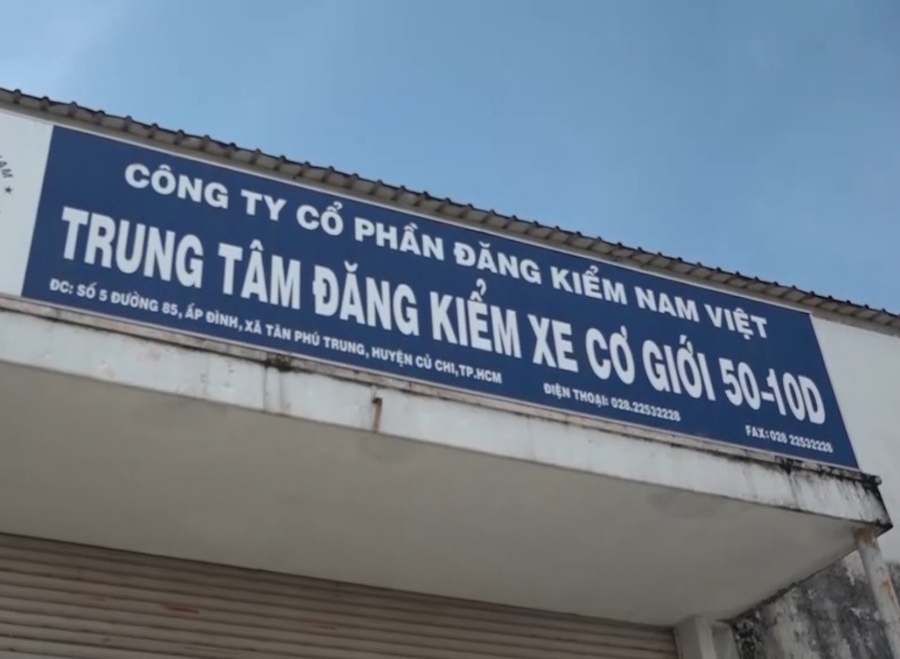 CÔNG TY CỔ PHẦN ĐĂNG KIỂM NAM VIỆT
TRUNG TÂM ĐĂNG KIỂM XE CƠ GIỚI 50-10D
ĐC: SỐ 5 ĐƯỜNG 85, ẤP ĐÌNH, XÃ TÂN PHÚ TRUNG, HUYỆN CỦ CHI, TP.HCM
ĐIỆN THOẠI: 028.22532228
FAX: 028 22532228